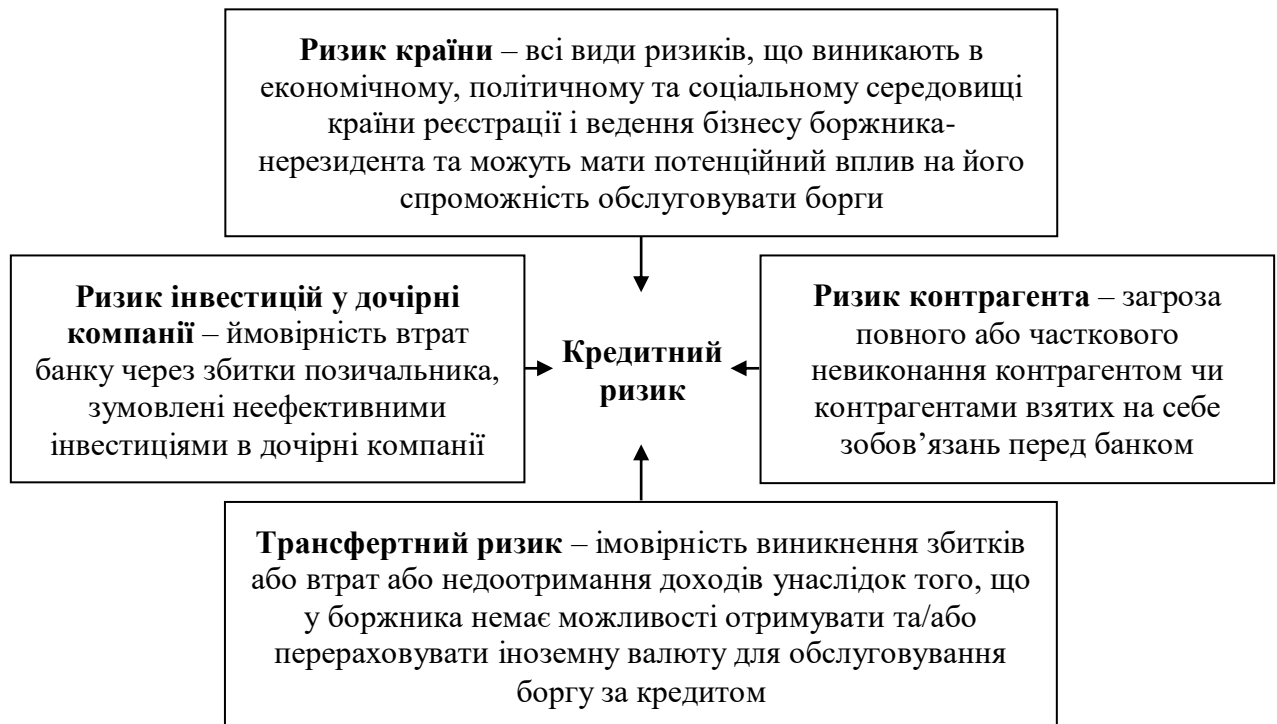 Ризик країни – всі види ризиків, що виникають в
економічному, політичному та соціальному середовищі
країни реєстрації і ведення бізнесу боржника-
нерезидента та можуть мати потенційний вплив на його
спроможність обслуговувати борги
Ризик інвестицій у дочірні
компанії – ймовірність втрат
банку через збитки позичальника,
зумовлені неефективними
інвестиціями в дочірні компанії
Кредитний
ризик
Ризик контрагента – загроза
повного або часткового
невиконання контрагентом чи
контрагентами взятих на себе
зобов’язань перед банком
Трансфертний ризик – імовірність виникнення збитків
або втрат або недоотримання доходів унаслідок того, що
у боржника немає можливості отримувати та/або
перераховувати іноземну валюту для обслуговування
боргу за кредитом